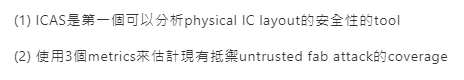 (1) ICAS是第一個可以分析physical IC layout的安全性的tool
(2) 使用3個metrics來估計現有抵禦untrusted fab attack的coverage